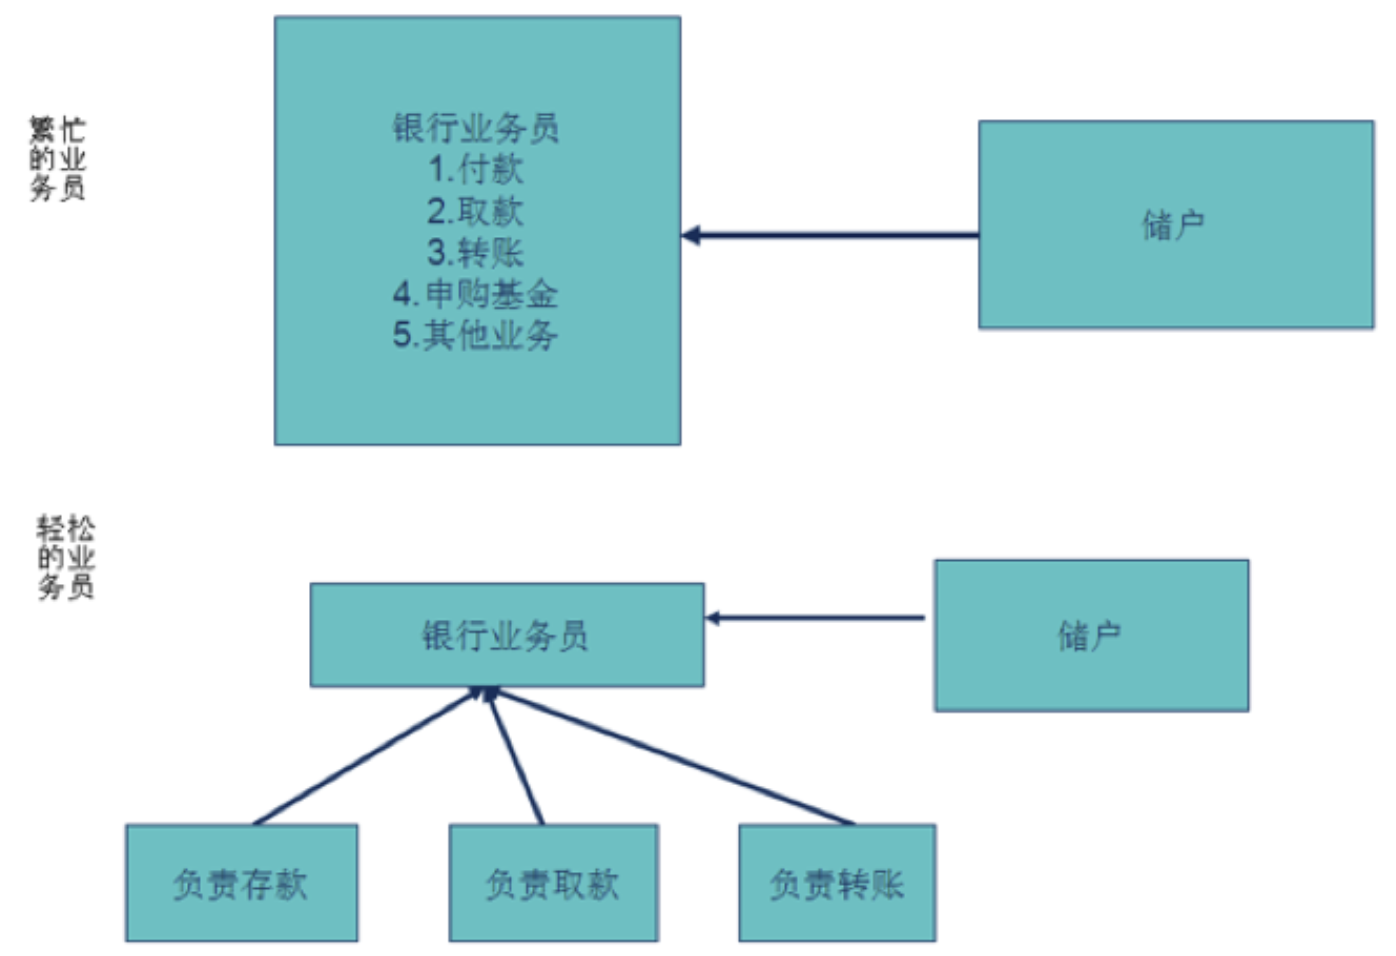 繁忙
的业
务员
银行业务员
1.付款
2.取款
3.转账
4.申购基金
5.其他业务
储户
轻松
的业
务员
银行业务员
储户
负责存款
负责取款
负责转账